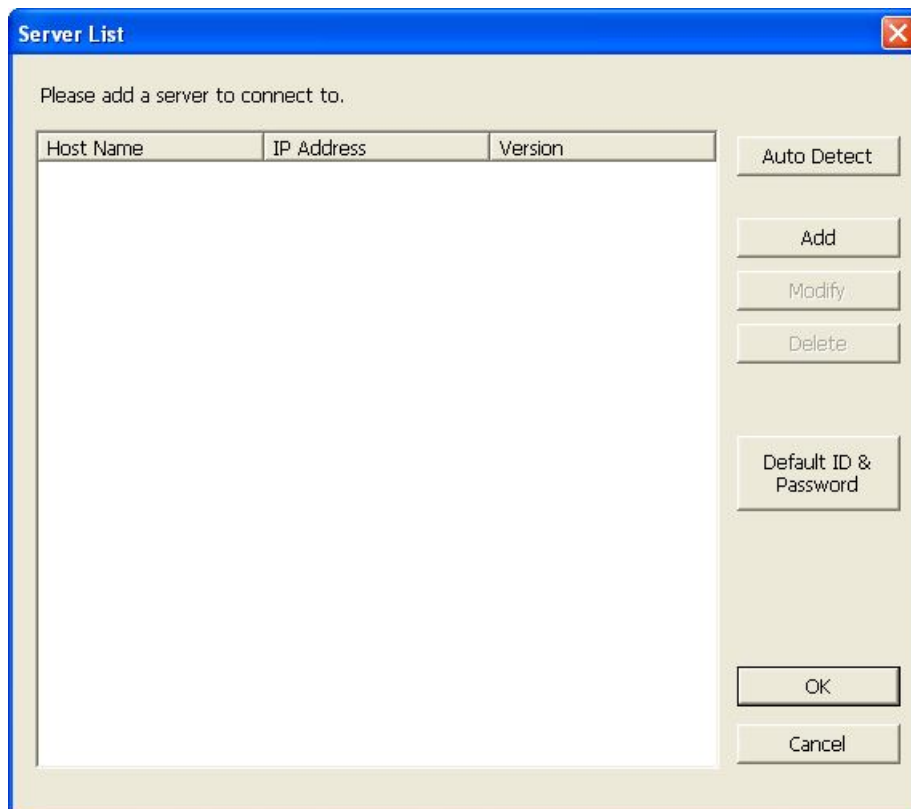 Server List
Please add a server to connect to.
Host Name IP Address Version
Auto Detect
Add
Modify
Delete
Default ID &
Password
OK
Cancel